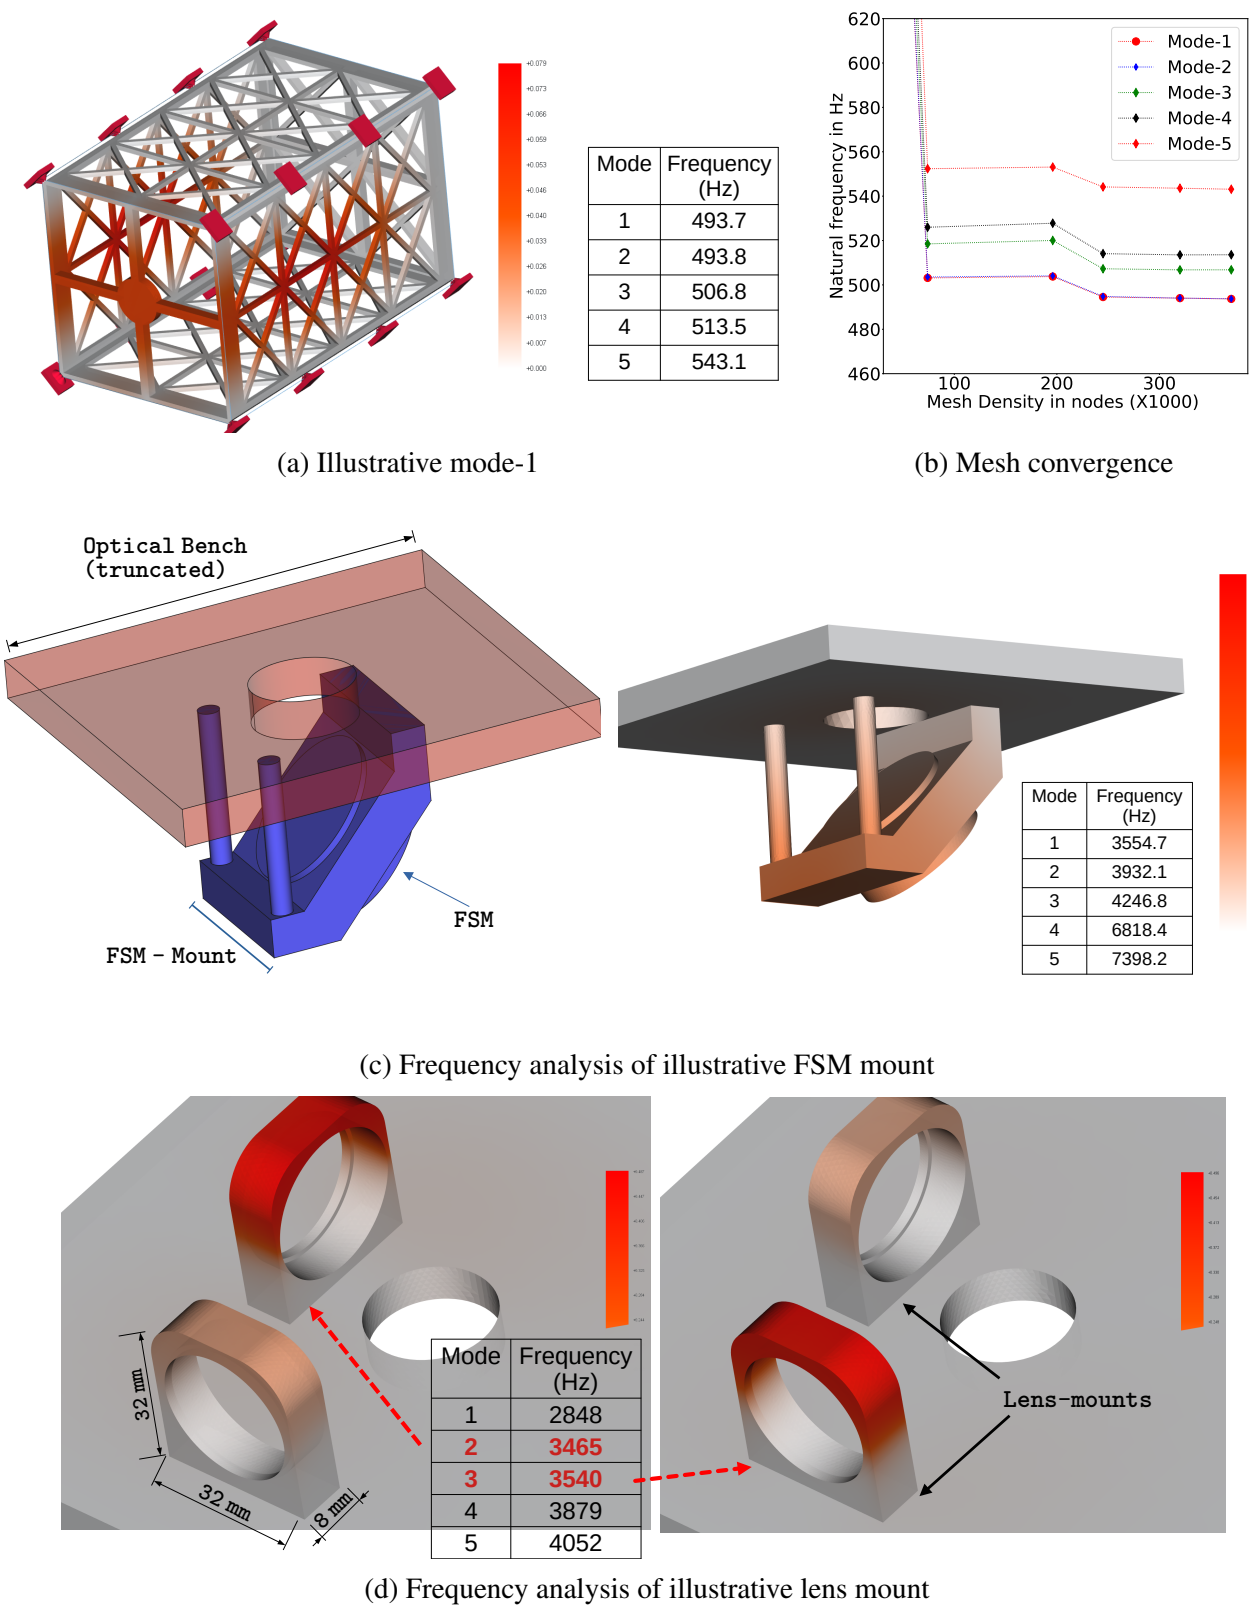 +0.079
+0.073
+0.066
+0.059
+0.053
+0.046
+0.040
+0.033
+0.026
+0.020
+0.013
+0.007
+0.000
Mode Frequency (Hz)
1 493.7
2 493.8
3 506.8
4 513.5
5 543.1
620
600
580
560
540
520
500
480
460
Natural frequency in Hz
Mode-1
Mode-2
Mode-3
Mode-4
Mode-5
100 200 300
Mesh Density in nodes (X1000)
(a) Illustrative mode-1
(b) Mesh convergence
Optical Bench
(truncated)
FSM
FSM - Mount
Mode Frequency (Hz)
1 3554.7
2 3932.1
3 4246.8
4 6818.4
5 7398.2
(c) Frequency analysis of illustrative FSM mount
32 mm
32 mm
8 mm
Mode Frequency (Hz)
1 2848
2 3465
3 3540
4 3879
5 4052
Lens-mounts
(d) Frequency analysis of illustrative lens mount